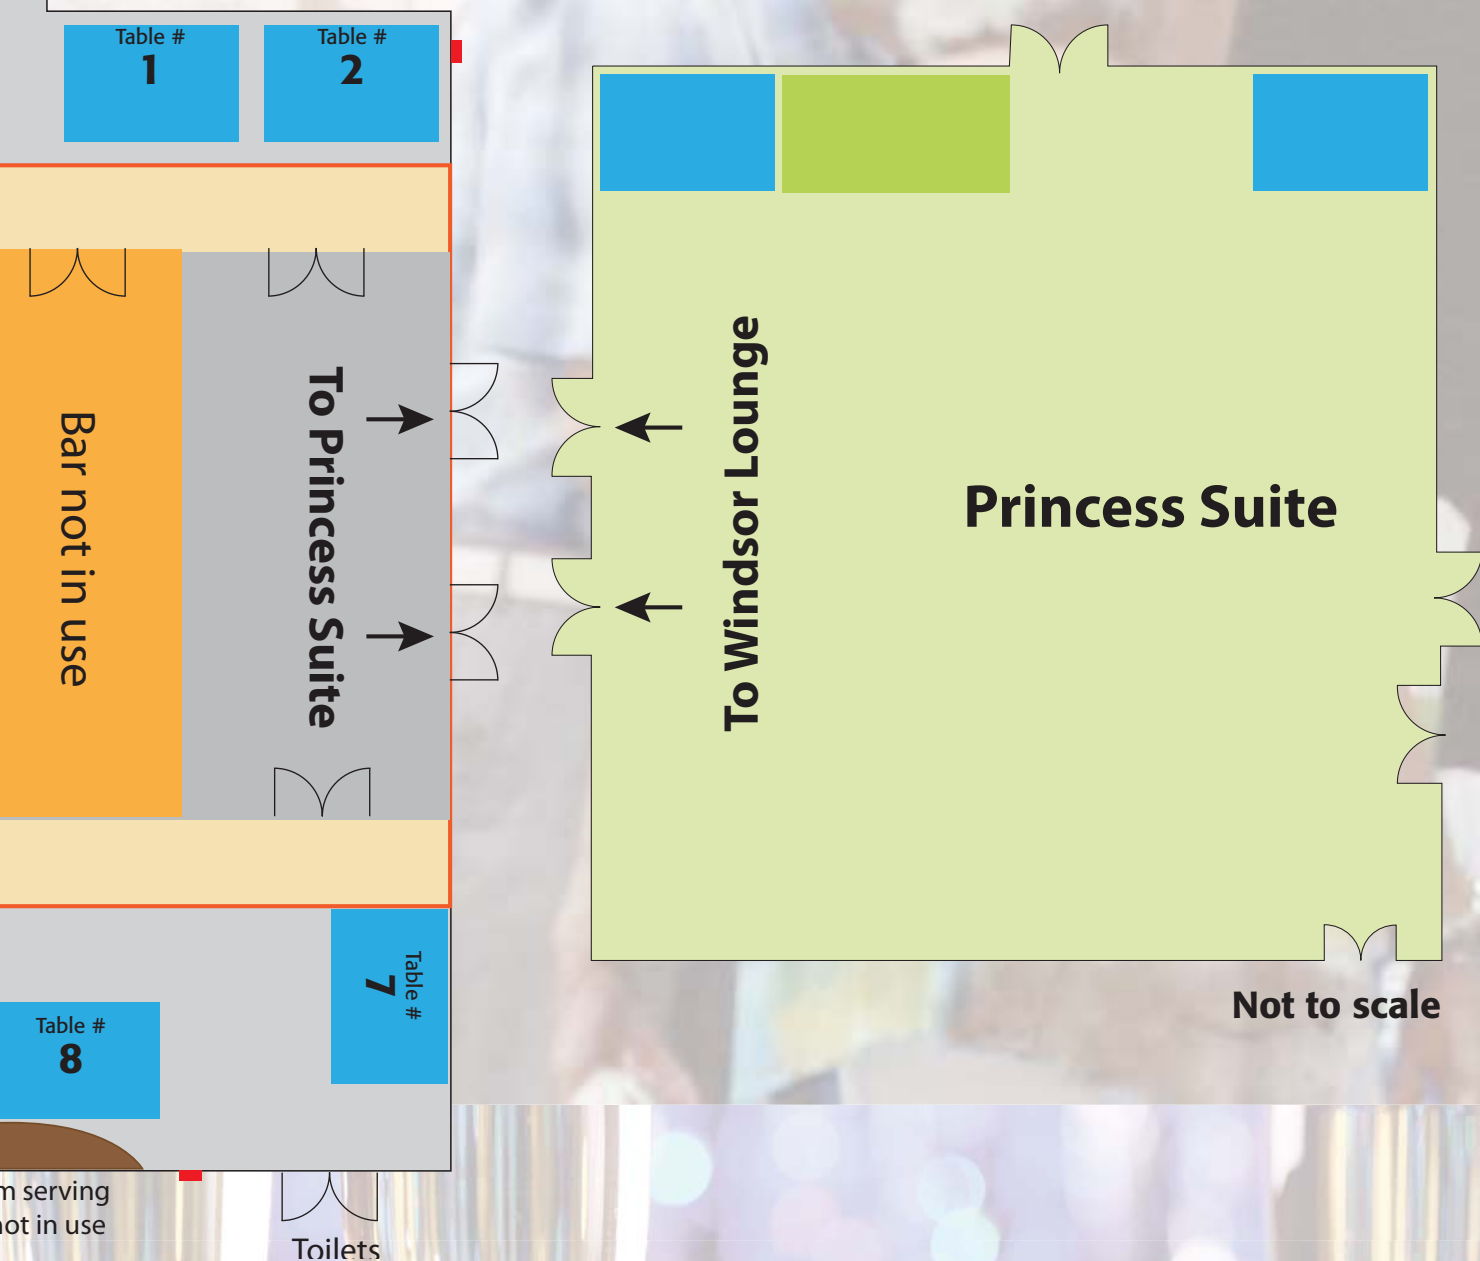 Table #
1
Table #
2
Bar not in use
To Princess Suite
To Windsor Lounge
Princess Suite
Table #
7
Table #
8
Not to scale
m serving
not in use
Toilets